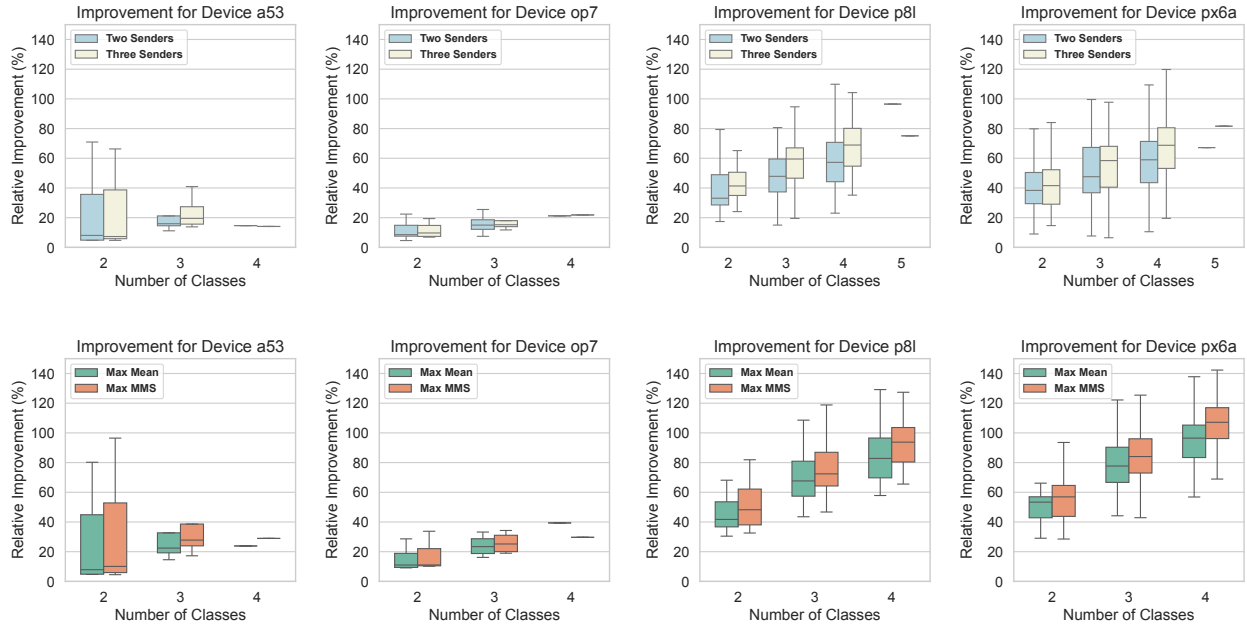 Improvement for Device a53
Relative Improvement (%)
140
120
100
80
60
40
20
0
Two Senders
Three Senders
2 3 4
Number of Classes
Improvement for Device op7
Relative Improvement (%)
140
120
100
80
60
40
20
0
Two Senders
Three Senders
2 3 4
Number of Classes
Improvement for Device p8l
Relative Improvement (%)
140
120
100
80
60
40
20
0
Two Senders
Three Senders
2 3 4 5
Number of Classes
Improvement for Device px6a
Relative Improvement (%)
140
120
100
80
60
40
20
0
Two Senders
Three Senders
2 3 4 5
Number of Classes
Improvement for Device a53
Relative Improvement (%)
140
120
100
80
60
40
20
0
Max Mean
Max MMS
2 3 4
Number of Classes
Improvement for Device op7
Relative Improvement (%)
140
120
100
80
60
40
20
0
Max Mean
Max MMS
2 3 4
Number of Classes
Improvement for Device p8l
Relative Improvement (%)
140
120
100
80
60
40
20
0
Max Mean
Max MMS
2 3 4
Number of Classes
Improvement for Device px6a
Relative Improvement (%)
140
120
100
80
60
40
20
0
Max Mean
Max MMS
2 3 4
Number of Classes